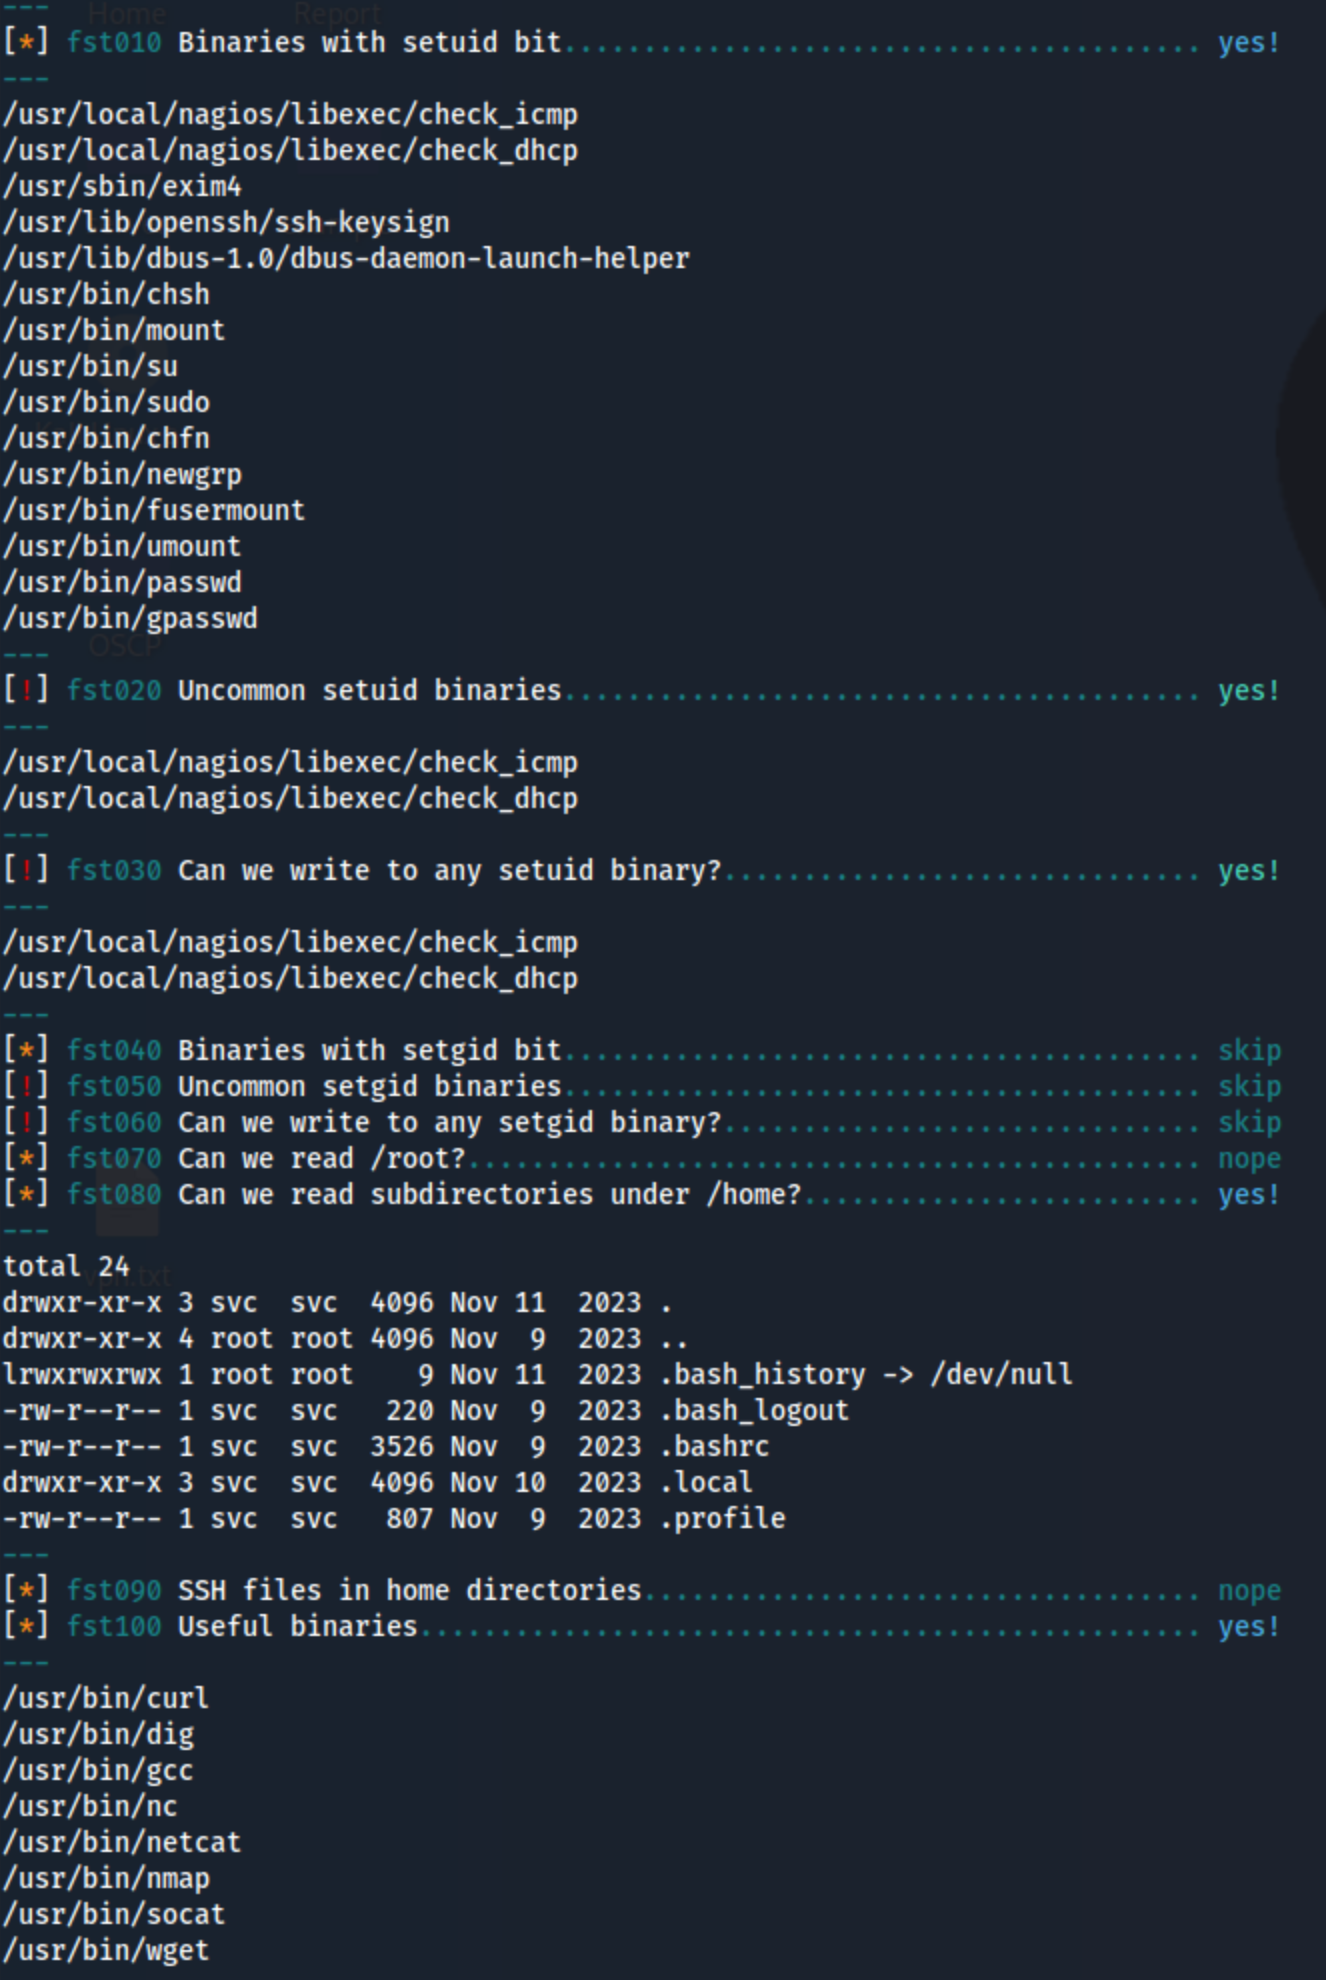 Home Report
---
[*] fst010 Binaries with setuid bit........................................ yes!
---
/usr/local/nagios/libexec/check_icmp
/usr/local/nagios/libexec/check_dhcp
/usr/sbin/exim4
/usr/lib/openssh/ssh-keysign
/usr/lib/dbus-1.0/dbus-daemon-launch-helper
/usr/bin/chsh
/usr/bin/mount
/usr/bin/su
/usr/bin/sudo
/usr/bin/chfn
/usr/bin/newgrp
/usr/bin/fusermount
/usr/bin/umount
/usr/bin/passwd
/usr/bin/gpasswd
OSCP
---
[!] fst020 Uncommon setuid binaries........................................ yes!
---
/usr/local/nagios/libexec/check_icmp
/usr/local/nagios/libexec/check_dhcp
---
[!] fst030 Can we write to any setuid binary?.............................. yes!
---
/usr/local/nagios/libexec/check_icmp
/usr/local/nagios/libexec/check_dhcp
---
[*] fst040 Binaries with setgid bit........................................ skip
[!] fst050 Uncommon setgid binaries........................................ skip
[!] fst060 Can we write to any setgid binary?.............................. skip
[*] fst070 Can we read /root?.............................................. nope
[*] fst080 Can we read subdirectories under /home?......................... yes!
---
total 24
vpn.txt
drwxr-xr-x 3 svc  svc  4096 Nov 11  2023 .
drwxr-xr-x 4 root root 4096 Nov  9  2023 ..
lrwxrwxrwx 1 root root    9 Nov 11  2023 .bash_history -> /dev/null
-rw-r--r-- 1 svc  svc   220 Nov  9  2023 .bash_logout
-rw-r--r-- 1 svc  svc  3526 Nov  9  2023 .bashrc
drwxr-xr-x 3 svc  svc  4096 Nov 10  2023 .local
-rw-r--r-- 1 svc  svc   807 Nov  9  2023 .profile
---
[*] fst090 SSH files in home directories................................... nope
[*] fst100 Useful binaries................................................. yes!
---
/usr/bin/curl
/usr/bin/dig
/usr/bin/gcc
/usr/bin/nc
/usr/bin/netcat
/usr/bin/nmap
/usr/bin/socat
/usr/bin/wget